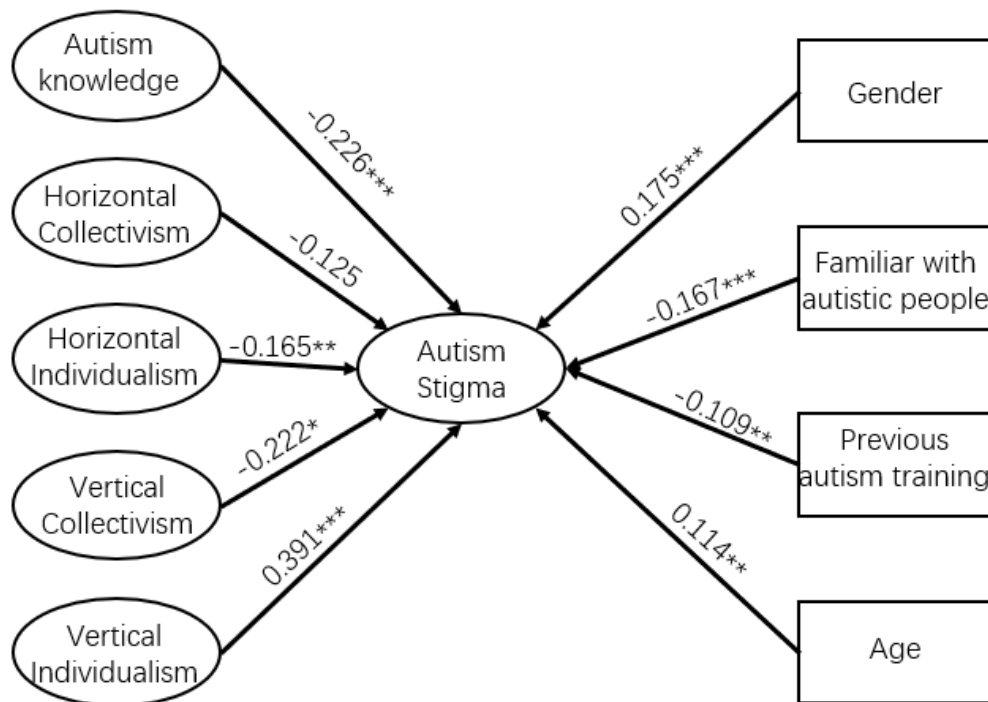 Autism
knowledge
-0.226***
Horizontal
Collectivism
-0.125
Horizontal
Individualism
-0.165**
Vertical
Collectivism
-0.222*
Vertical
Individualism
0.391***
Autism
Stigma
Gender
0.175***
Familiar with
autistic people
-0.167***
Previous
autism training
-0.109**
Age
0.114**